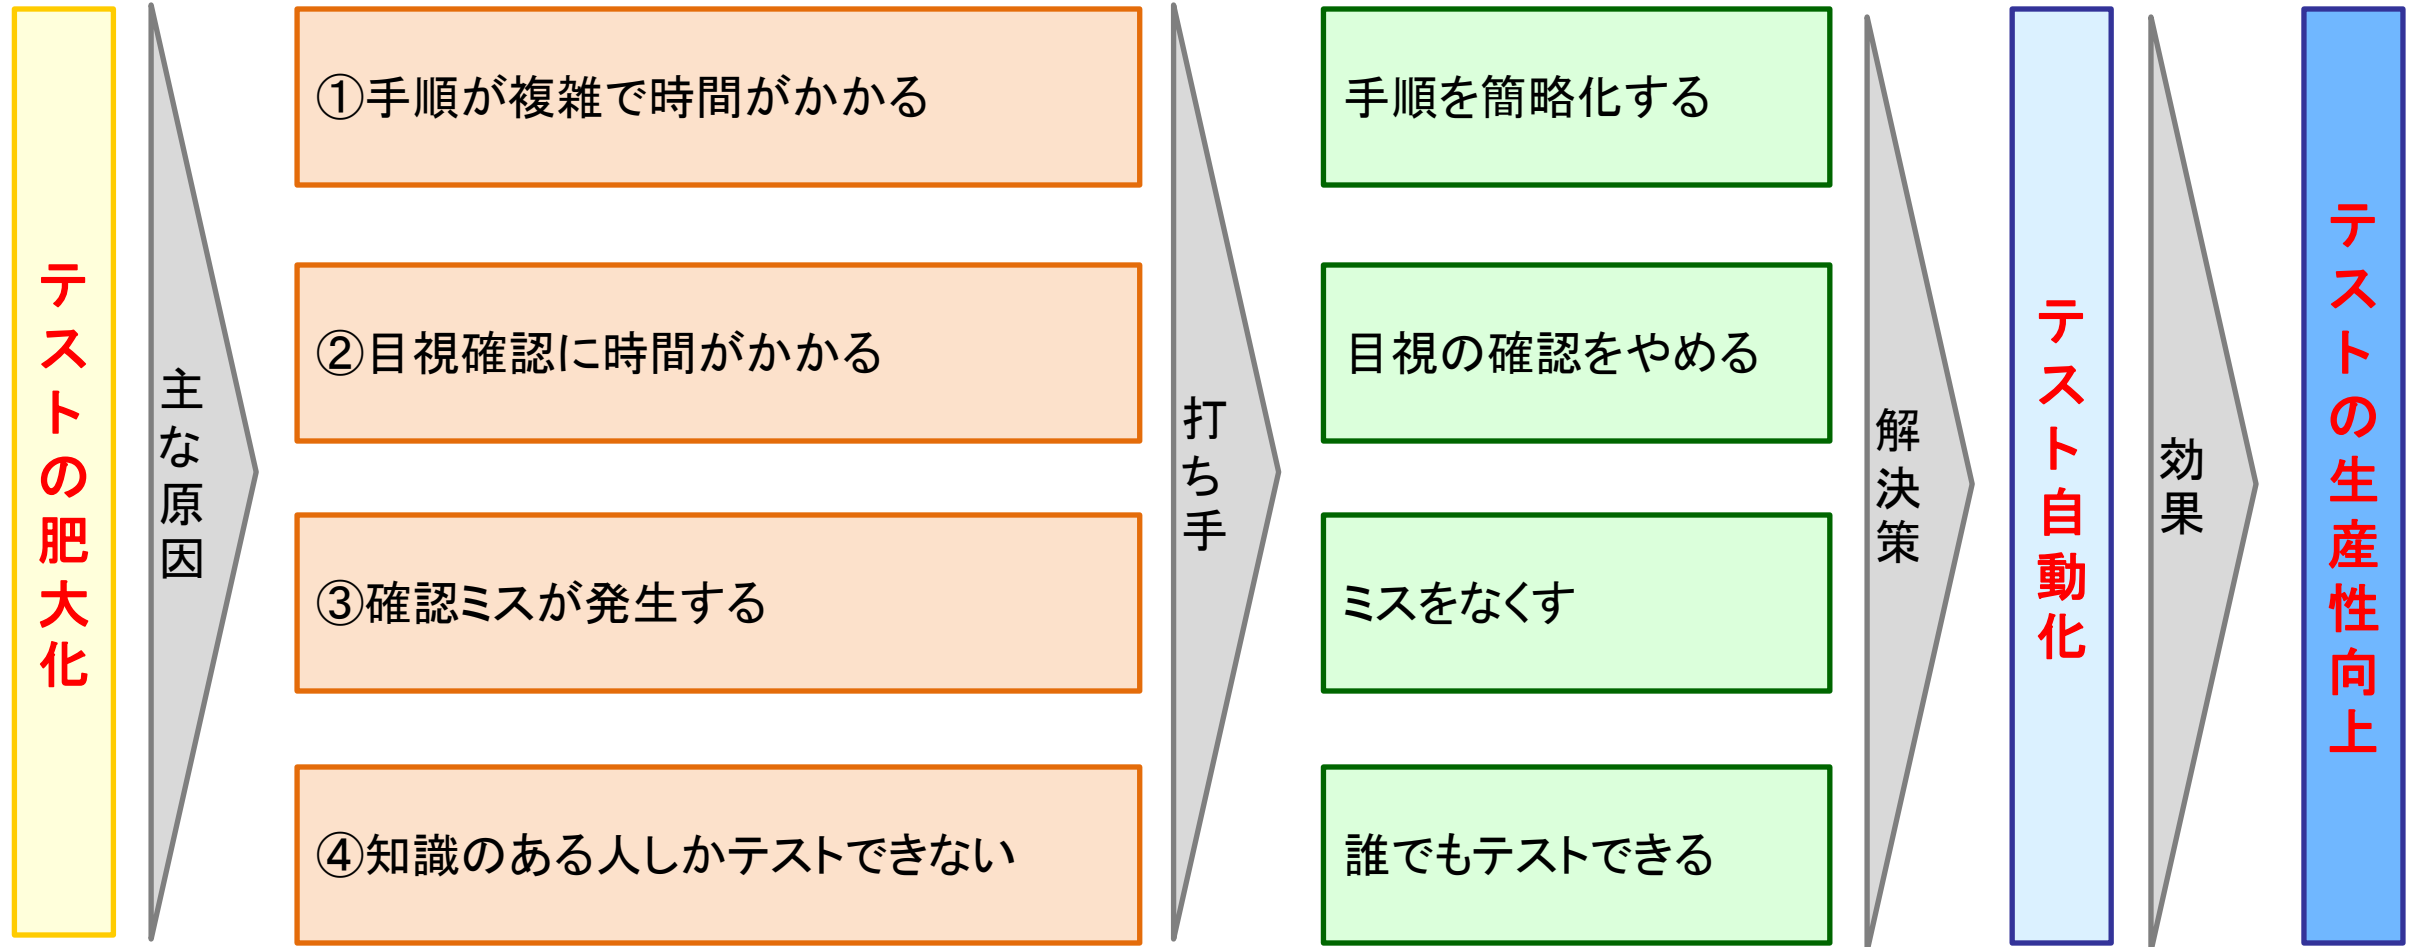 テストの肥大化
主な原因
①手順が複雑で時間がかかる
②目視確認に時間がかかる
③確認ミスが発生する
④知識のある人しかテストできない
打ち手
手順を簡略化する
目視の確認をやめる
ミスをなくす
誰でもテストできる
解決策
テスト自動化
効果
テストの生産性向上